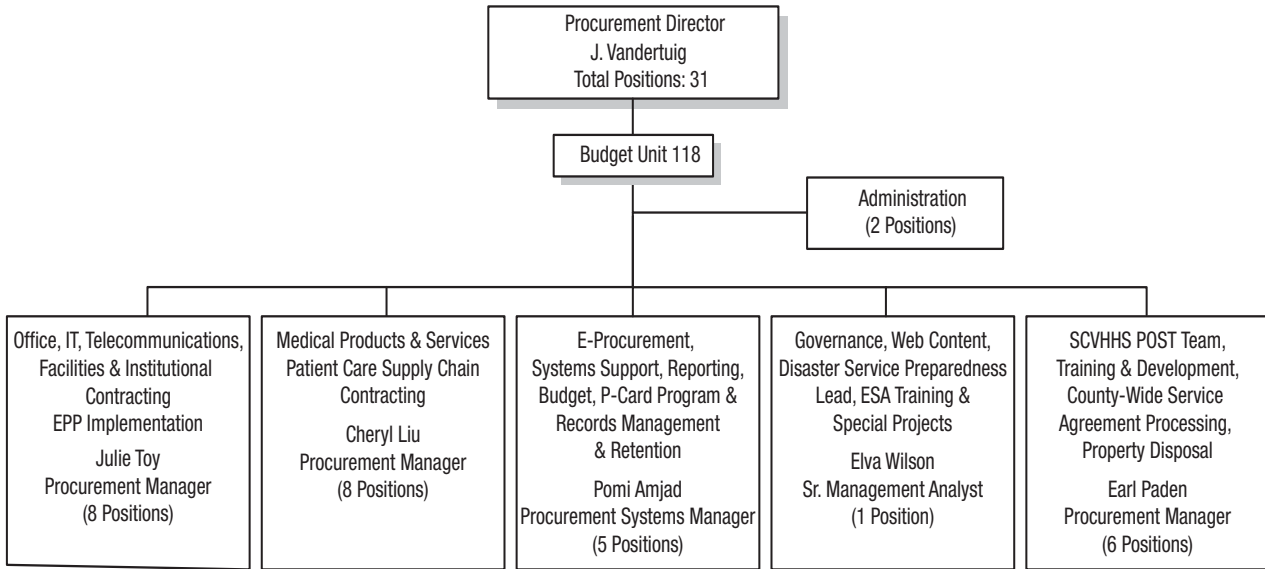 Procurement Director
J. Vandertuig
Total Positions: 31
Budget Unit 118
Administration
(2 Positions)
Office, IT, Telecommunications,
Facilities & Institutional
Contracting
EPP Implementation
Julie Toy
Procurement Manager
(8 Positions)
Medical Products & Services
Patient Care Supply Chain
Contracting
Cheryl Liu
Procurement Manager
(8 Positions)
E-Procurement,
Systems Support, Reporting,
Budget, P-Card Program &
Records Management
& Retention
Pomi Amjad
Procurement Systems Manager
(5 Positions)
Governance, Web Content,
Disaster Service Preparedness
Lead, ESA Training &
Special Projects
Elva Wilson
Sr. Management Analyst
(1 Position)
SCVHHS POST Team,
Training & Development,
County-Wide Service
Agreement Processing,
Property Disposal
Earl Paden
Procurement Manager
(6 Positions)